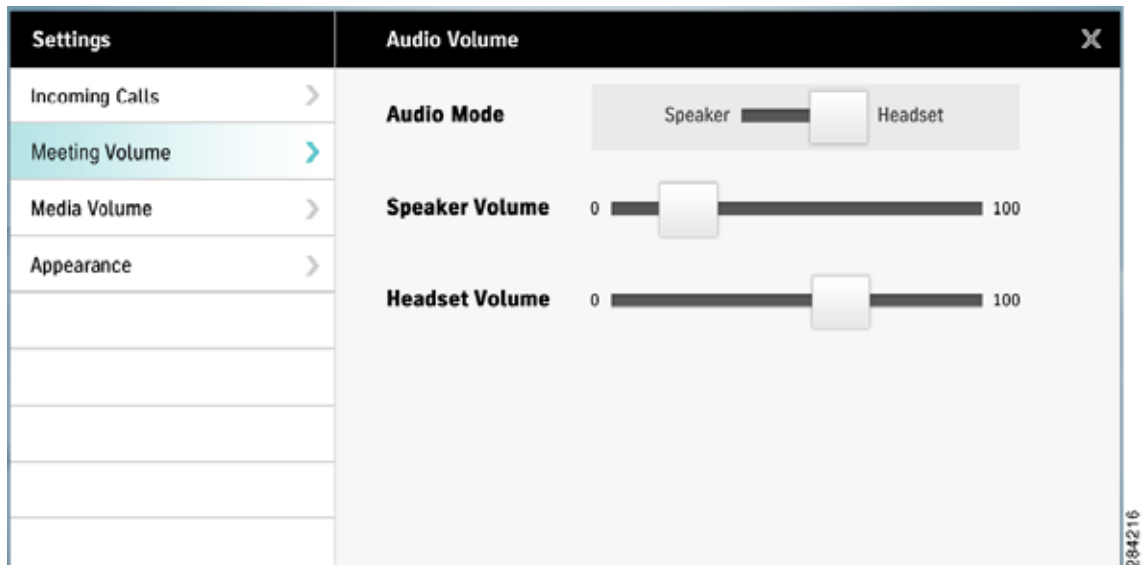 Settings
Audio Volume
X
Incoming Calls
Meeting Volume
Media Volume
Appearance
Audio Mode
Speaker
Headset
Speaker Volume
0
100
Headset Volume
0
100
284216